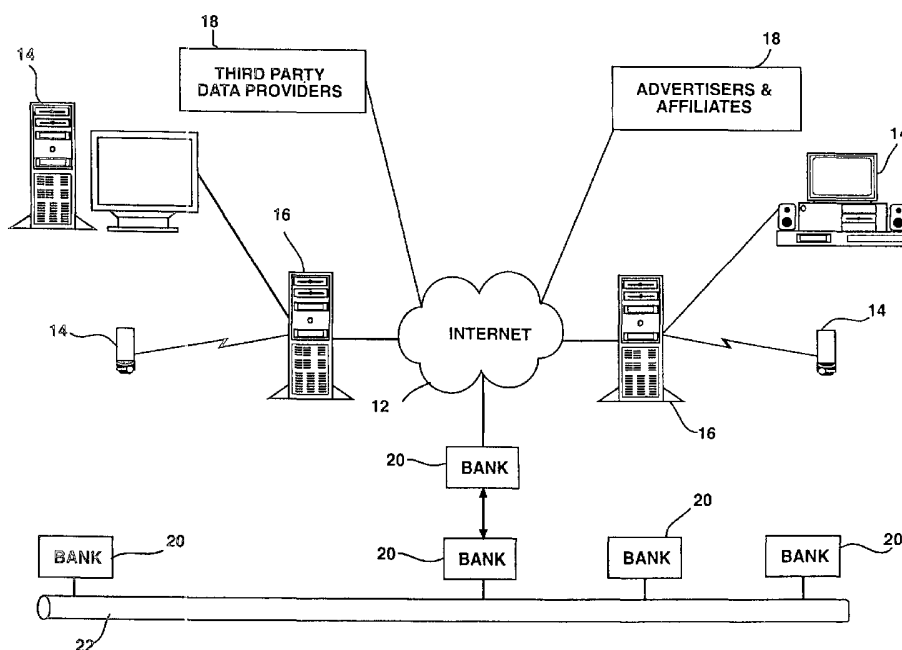 18
14
THIRD PARTY
DATA PROVIDERS
18
ADVERTISERS &
AFFILIATES
14
16
14
INTERNET
14
12
16
20
BANK
20
BANK
20
20
BANK
BANK
20
BANK
22